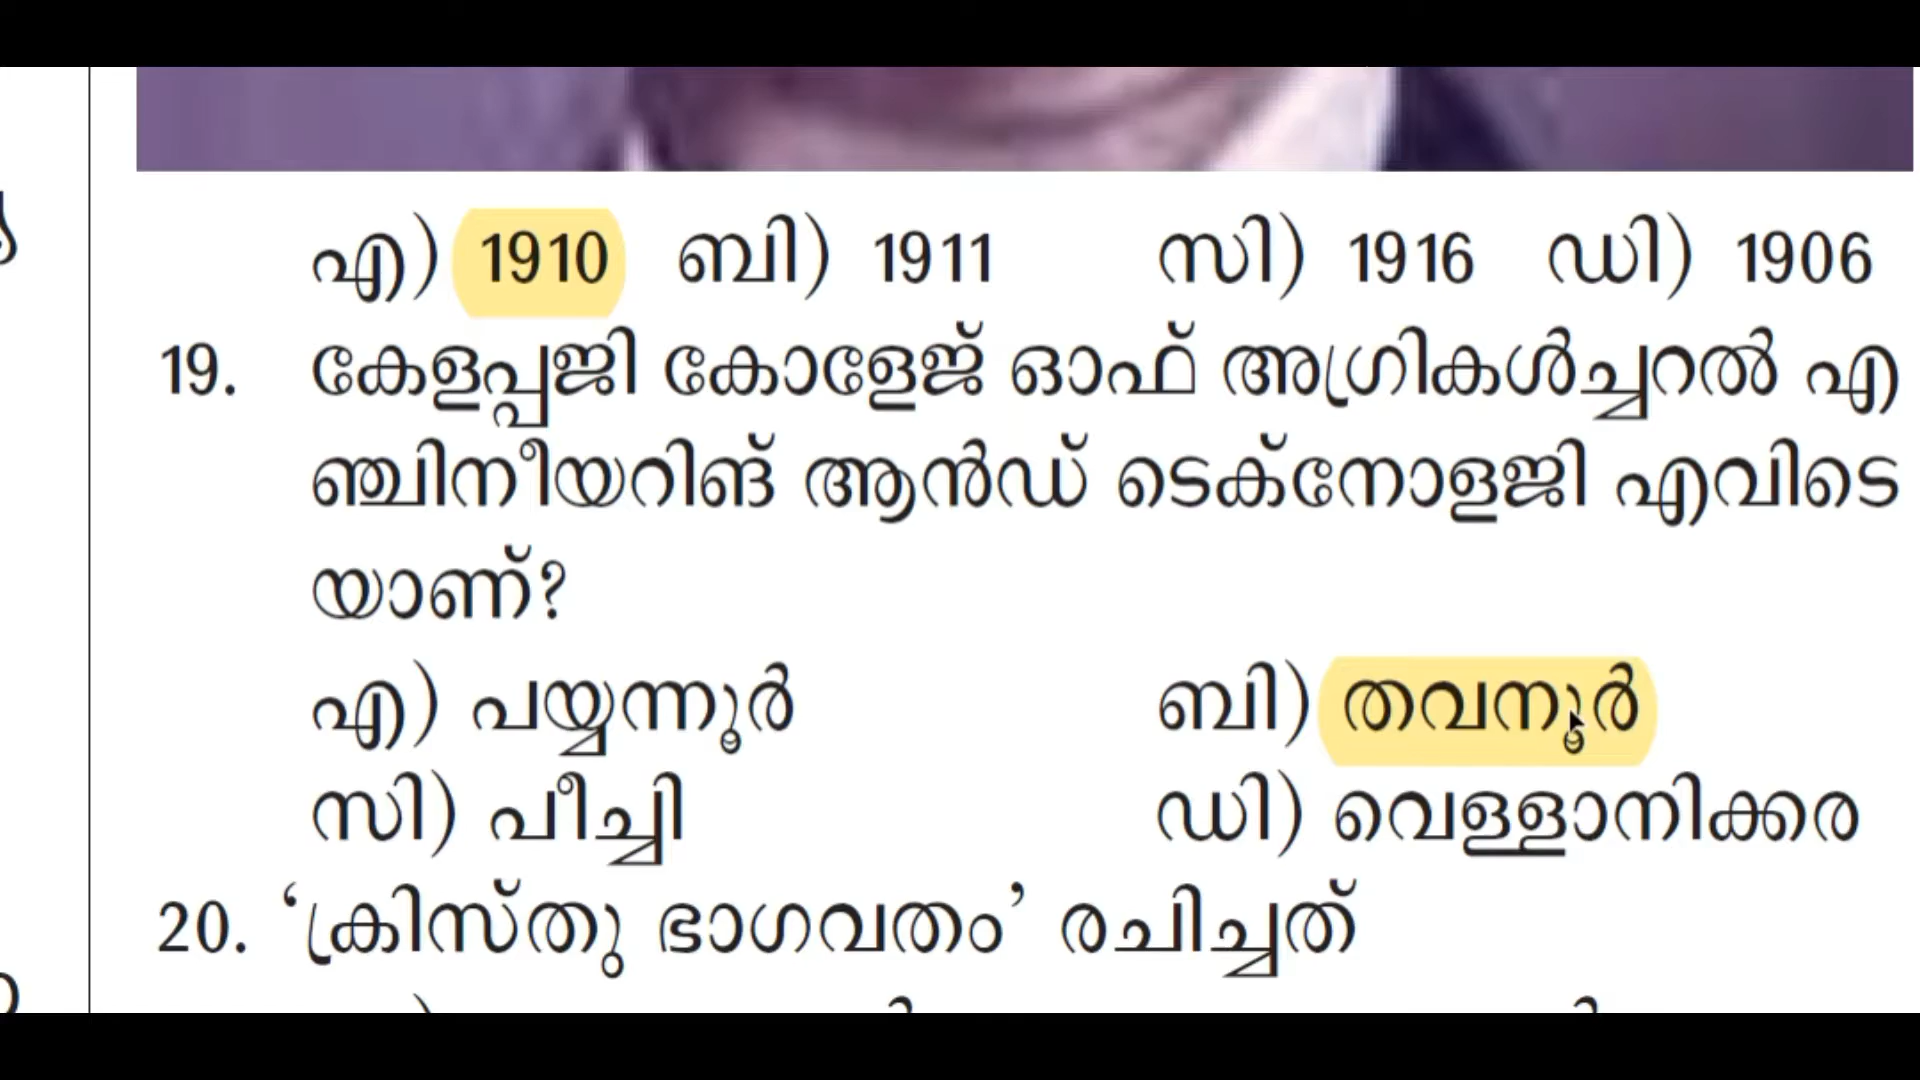 എ) 1910 ബി) 1911 സി) 1916 ഡി) 1906
19. കേളപ്പജി കോളേജ് ഓഫ് അഗ്രികൾച്ചറൽ എ
ഞ്ചിനീയറിങ് ആൻഡ് ടെക്നോളജി എവിടെ
യാണ്?
എ) പയ്യന്നൂർ ബി) തവനൂർ
സി) പീച്ചി ഡി) വെള്ളാനിക്കര
20. ‘ക്രിസ്തു ഭാഗവതം’ രചിച്ചത്